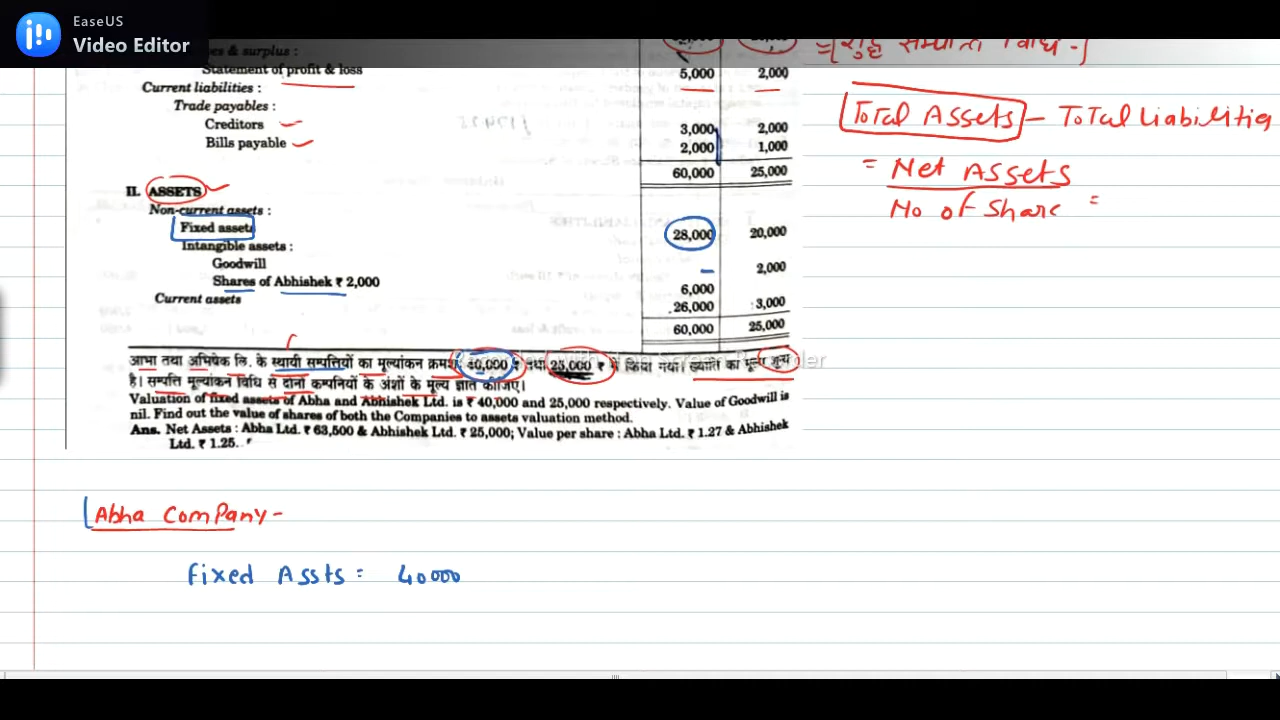 EaseUS
Video Editor
& surplus :
Statement of profit & loss 5,000 2,000
Current liabilities :
Trade payables :
Creditors 3,000 2,000
Bills payable 2,000 1,000
60,000 25,000
II. ASSETS
Non-current assets :
Fixed assets 28,000 20,000
Intangible assets :
Goodwill – 2,000
Shares of Abhishek ₹ 2,000 6,000
Current assets 26,000 3,000
60,000 25,000
आभा तथा अभिषेक लि. के स्थायी सम्पत्तियों का मूल्यांकन क्रमशः 40,000 ₹ तथा 25,000 ₹ में किया गया। ख्याति का मूल्य शून्य
है। सम्पत्ति मूल्यांकन विधि से दोनों कम्पनियों के अंशों के मूल्य ज्ञात कीजिए।
Valuation of fixed assets of Abha and Abhishek Ltd. is ₹ 40,000 and 25,000 respectively. Value of Goodwill is
nil. Find out the value of shares of both the Companies to assets valuation method.
Ans. Net Assets : Abha Ltd. ₹ 63,500 & Abhishek Ltd. ₹ 25,000; Value per share : Abha Ltd. ₹ 1.27 & Abhishek
Ltd. ₹ 1.25.
Total Assets – Total Liabilities
= Net Assets
No of Share =
Abha Company –
Fixed Assts = 40000